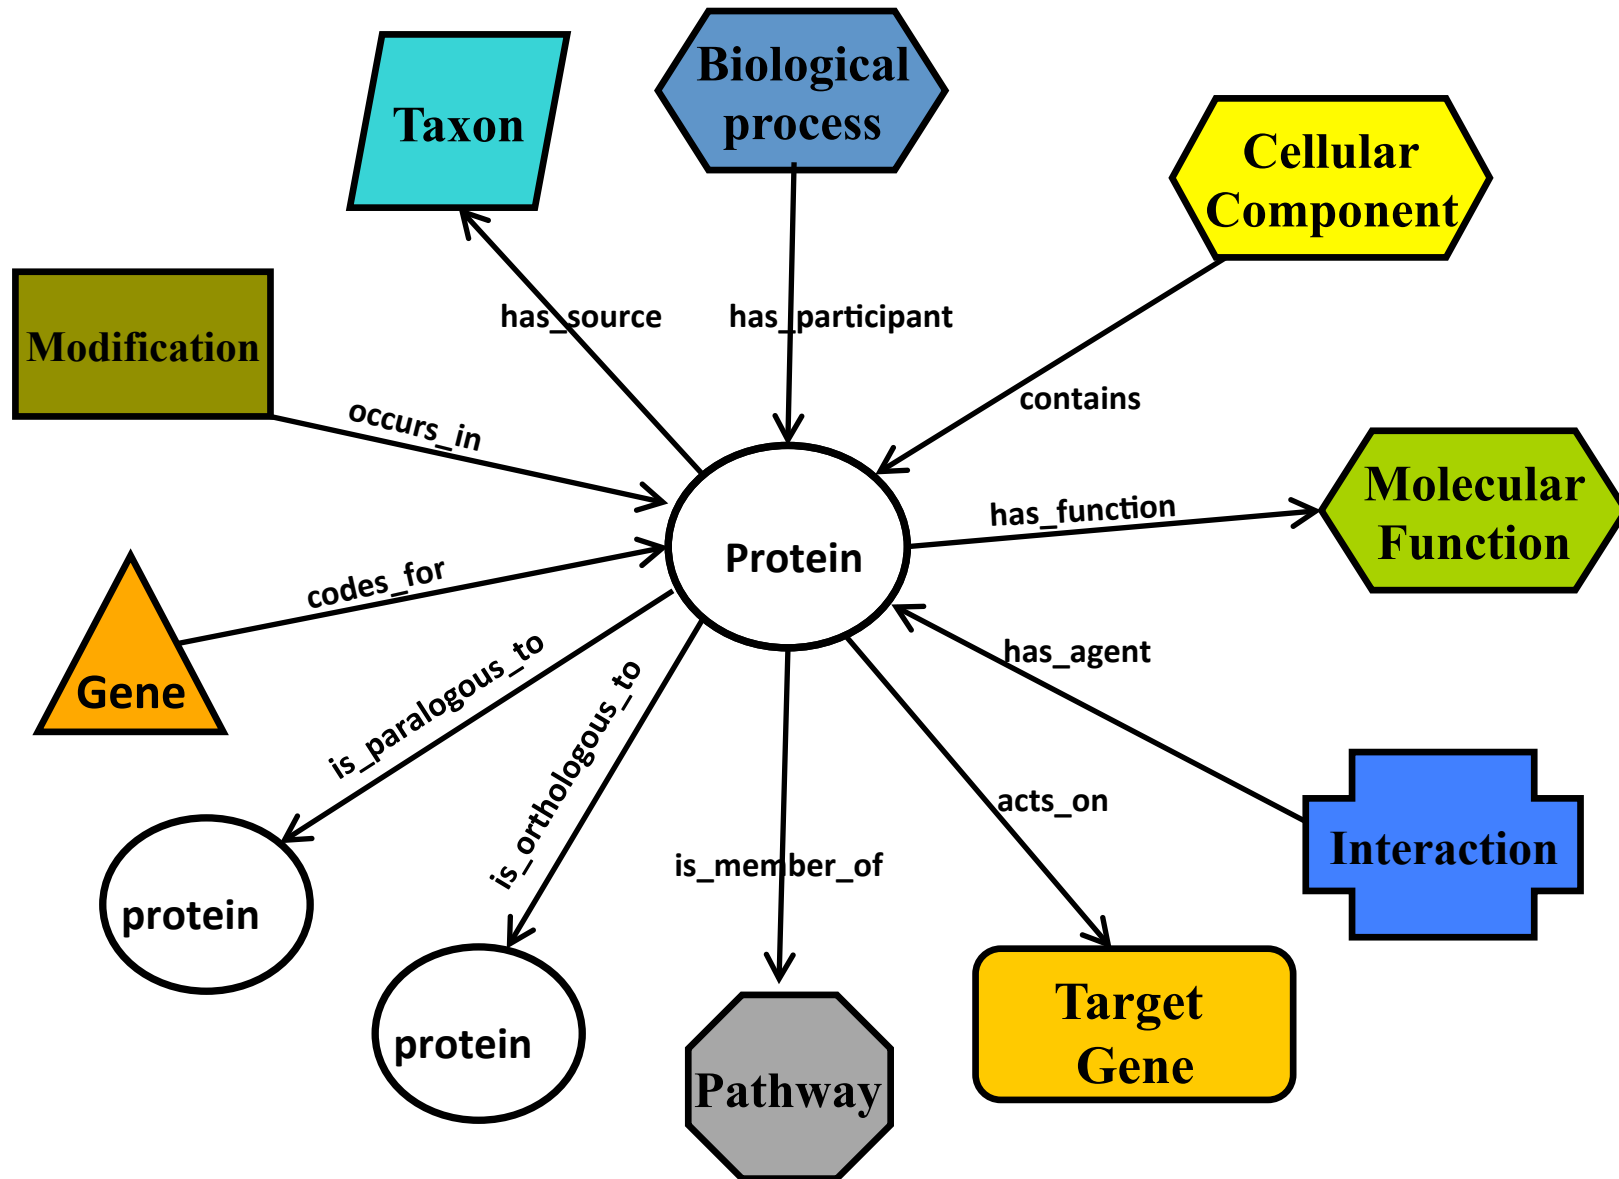 Biological
process
Taxon
Cellular
Component
has_source
has_participant
Modification
contains
occurs_in
Molecular
Function
has_function
Protein
codes_for
Gene
is_paralogous_to
is_orthologous_to
has_agent
acts_on
is_member_of
Interaction
protein
protein
Target
Gene
Pathway